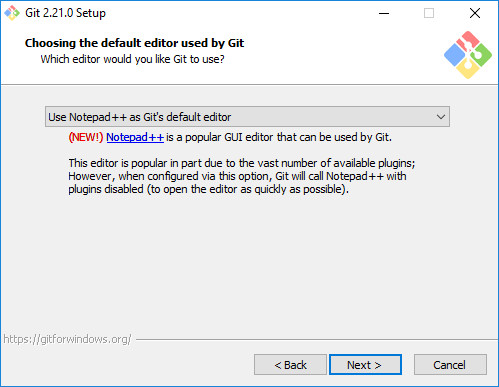 Git 2.21.0 Setup
Choosing the default editor used by Git
Which editor would you like Git to use?
Use Notepad++ as Git's default editor
(NEW!) Notepad++ is a popular GUI editor that can be used by Git.
This editor is popular in part due to the vast number of available plugins;
However, when configured via this option, Git will call Notepad++ with
plugins disabled (to open the editor as quickly as possible).
https://gitforwindows.org/
< Back
Next >
Cancel